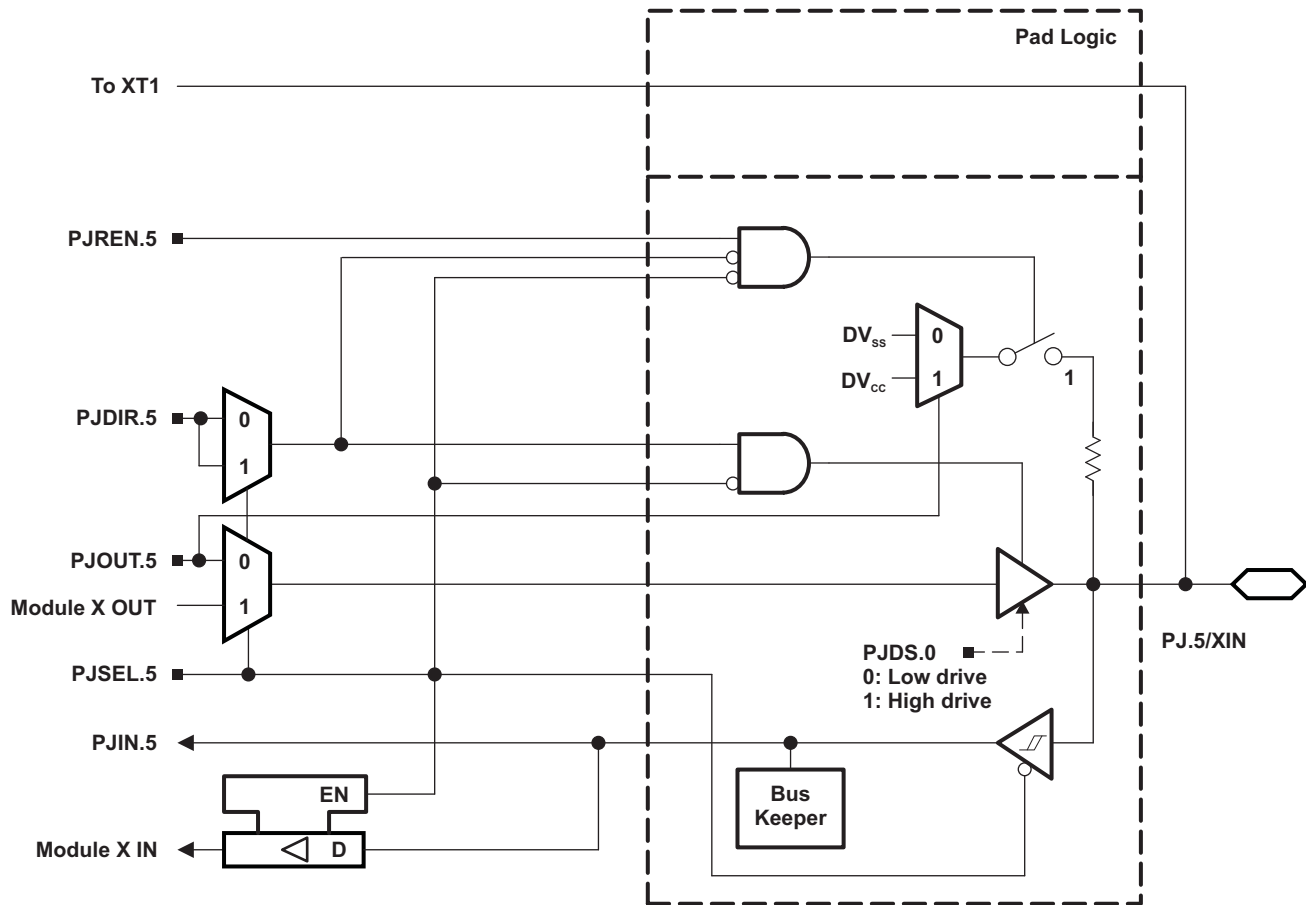 Pad Logic
To XT1
PJREN.5
DVss
0
DVcc
1
1
PJDIR.5
0
1
PJOUT.5
0
Module X OUT
1
PJSEL.5
PJDS.0
0: Low drive
1: High drive
PJ.5/XIN
PJIN.5
EN
Bus
Keeper
Module X IN
D